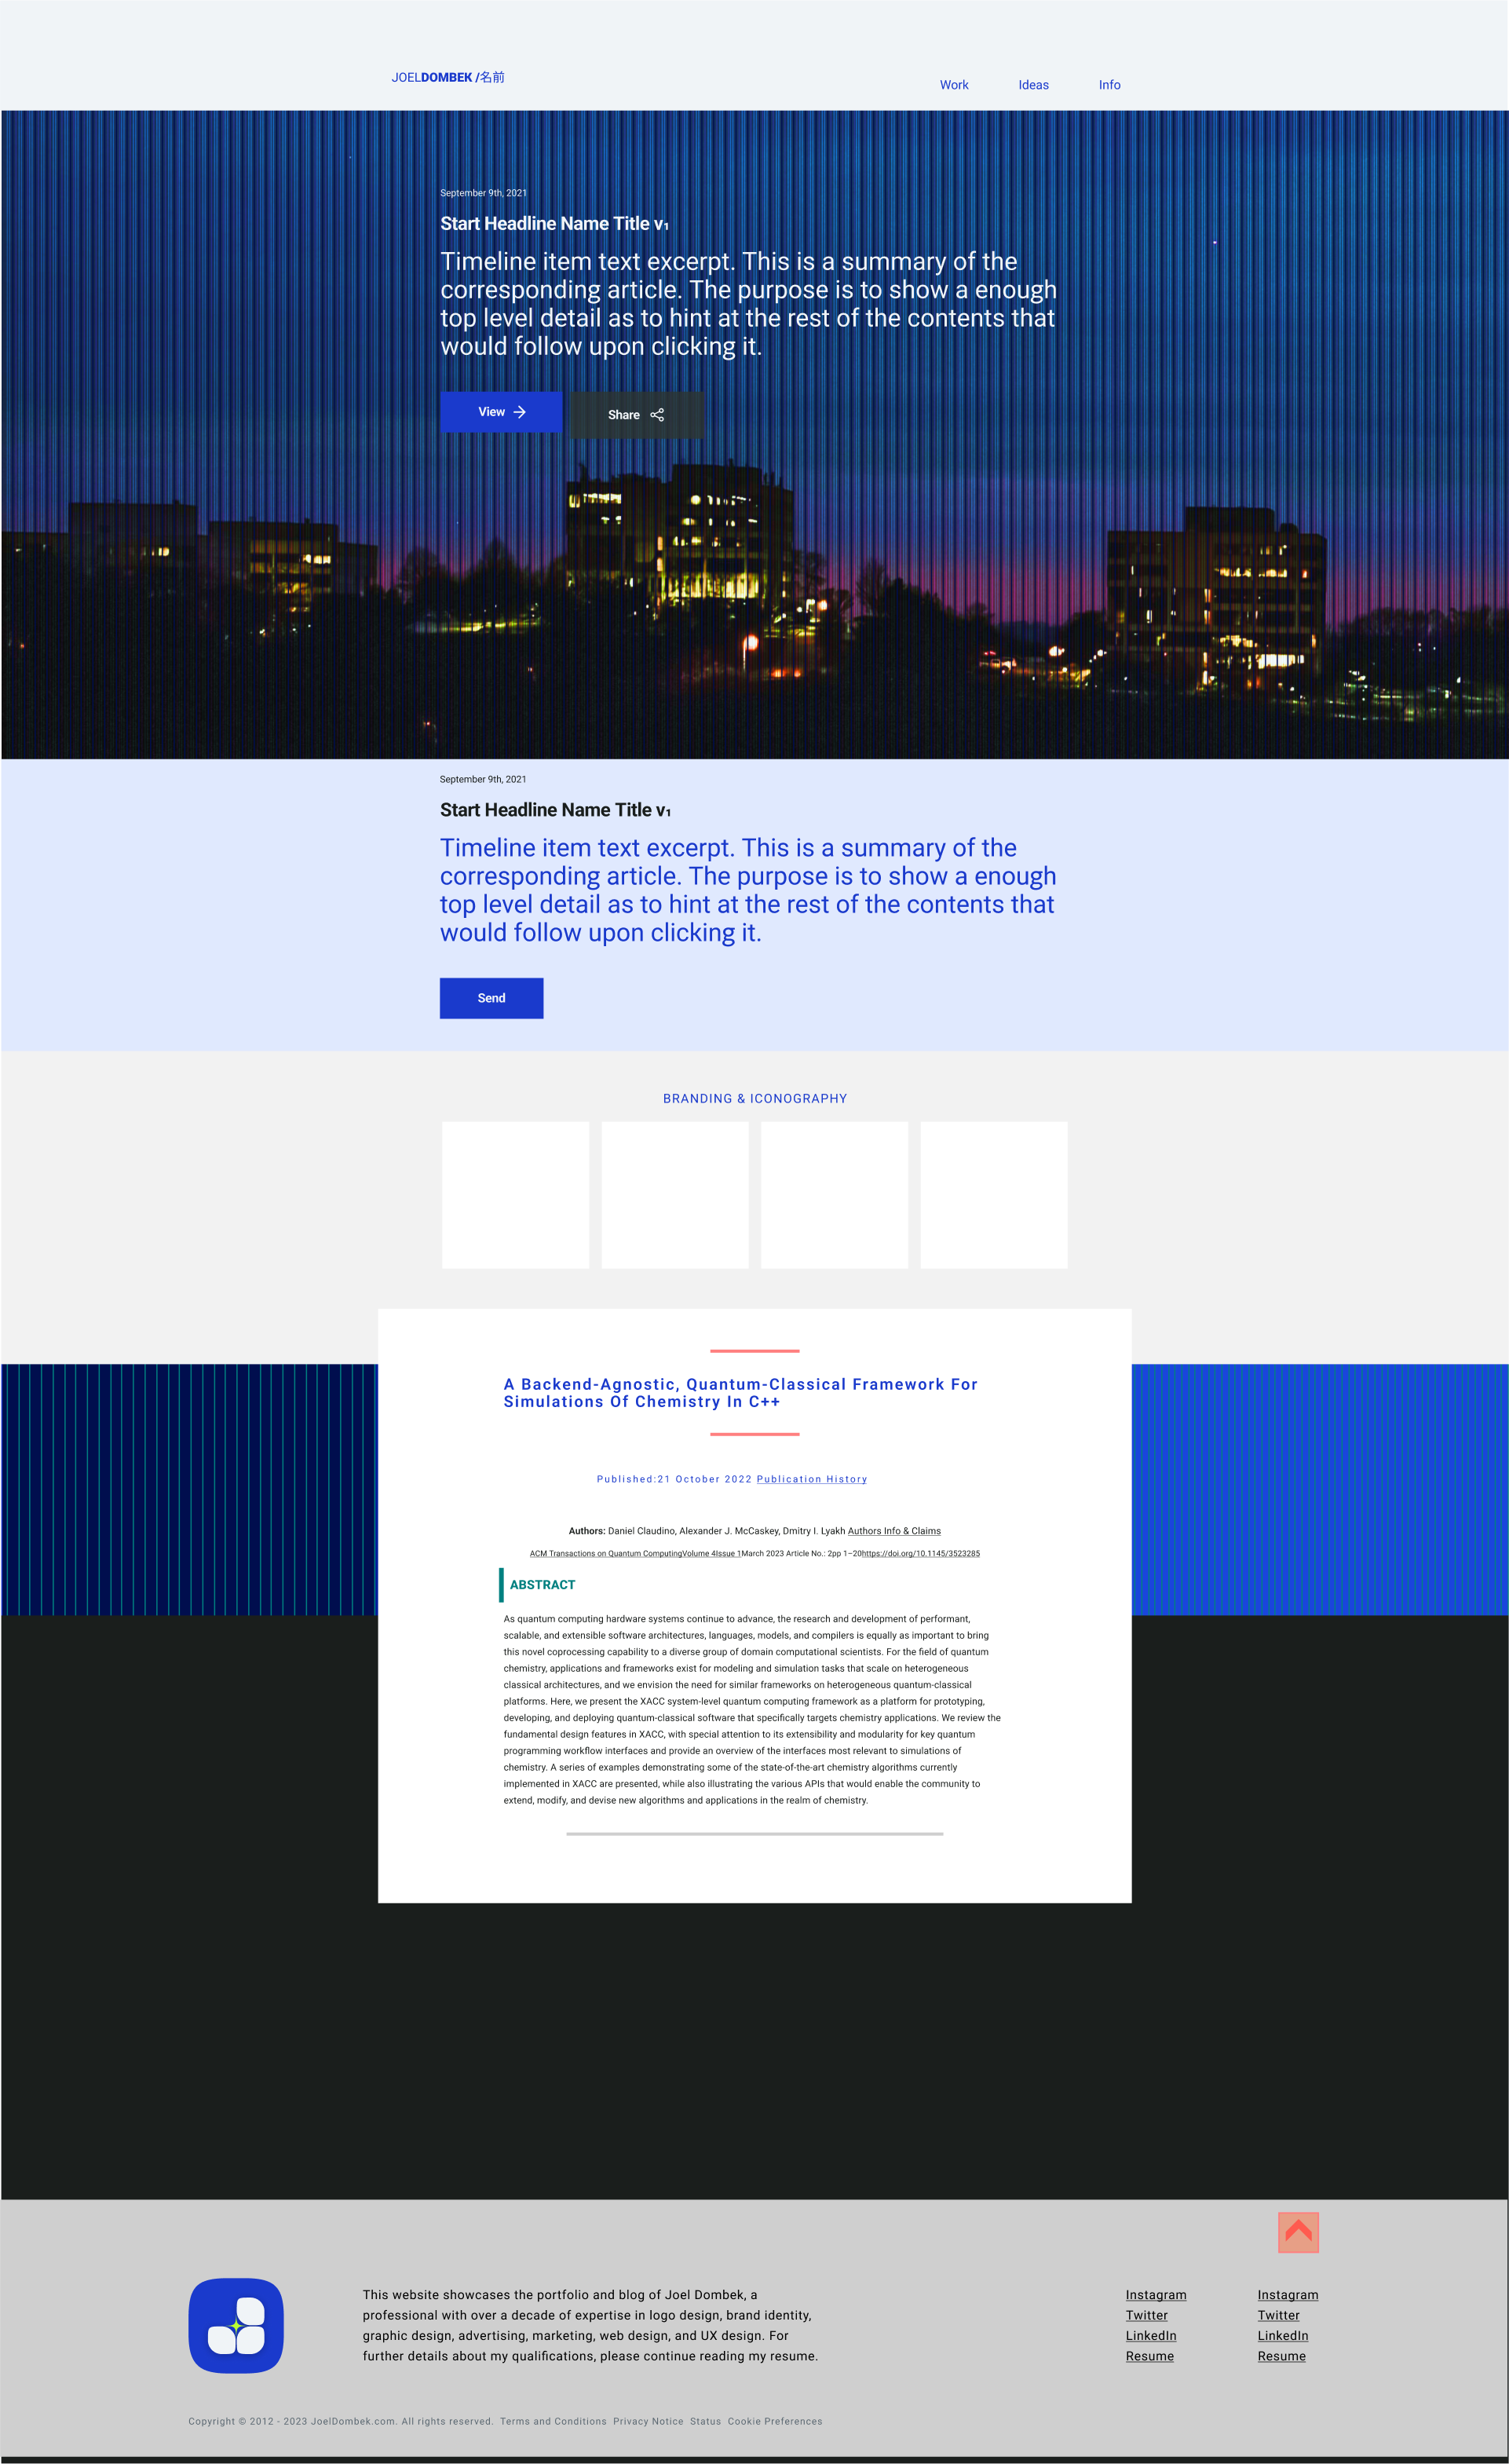 JOELDOMBEK /名前
Work Ideas Info
September 9th, 2021
Start Headline Name Title v1
Timeline item text excerpt. This is a summary of the
corresponding article. The purpose is to show a enough
top level detail as to hint at the rest of the contents that
would follow upon clicking it.
View
Share
September 9th, 2021
Start Headline Name Title v1
Timeline item text excerpt. This is a summary of the
corresponding article. The purpose is to show a enough
top level detail as to hint at the rest of the contents that
would follow upon clicking it.
Send
BRANDING & ICONOGRAPHY
A Backend-Agnostic, Quantum-Classical Framework For
Simulations Of Chemistry In C++
Published:21 October 2022 Publication History
Authors: Daniel Claudino, Alexander J. McCaskey, Dmitry I. Lyakh Authors Info & Claims
ACM Transactions on Quantum ComputingVolume 4Issue 1March 2023 Article No.: 2pp 1–20https://doi.org/10.1145/3523285
ABSTRACT
As quantum computing hardware systems continue to advance, the research and development of performant,
scalable, and extensible software architectures, languages, models, and compilers is equally as important to bring
this novel coprocessing capability to a diverse group of domain computational scientists. For the field of quantum
chemistry, applications and frameworks exist for modeling and simulation tasks that scale on heterogeneous
classical architectures, and we envision the need for similar frameworks on heterogeneous quantum-classical
platforms. Here, we present the XACC system-level quantum computing framework as a platform for prototyping,
developing, and deploying quantum-classical software that specifically targets chemistry applications. We review the
fundamental design features in XACC, with special attention to its extensibility and modularity for key quantum
programming workflow interfaces and provide an overview of the interfaces most relevant to simulations of
chemistry. A series of examples demonstrating some of the state-of-the-art chemistry algorithms currently
implemented in XACC are presented, while also illustrating the various APIs that would enable the community to
extend, modify, and devise new algorithms and applications in the realm of chemistry.
This website showcases the portfolio and blog of Joel Dombek, a
professional with over a decade of expertise in logo design, brand identity,
graphic design, advertising, marketing, web design, and UX design. For
further details about my qualifications, please continue reading my resume.
Instagram
Twitter
LinkedIn
Resume
Instagram
Twitter
LinkedIn
Resume
Copyright © 2012 - 2023 JoelDombek.com. All rights reserved. Terms and Conditions Privacy Notice Status Cookie Preferences